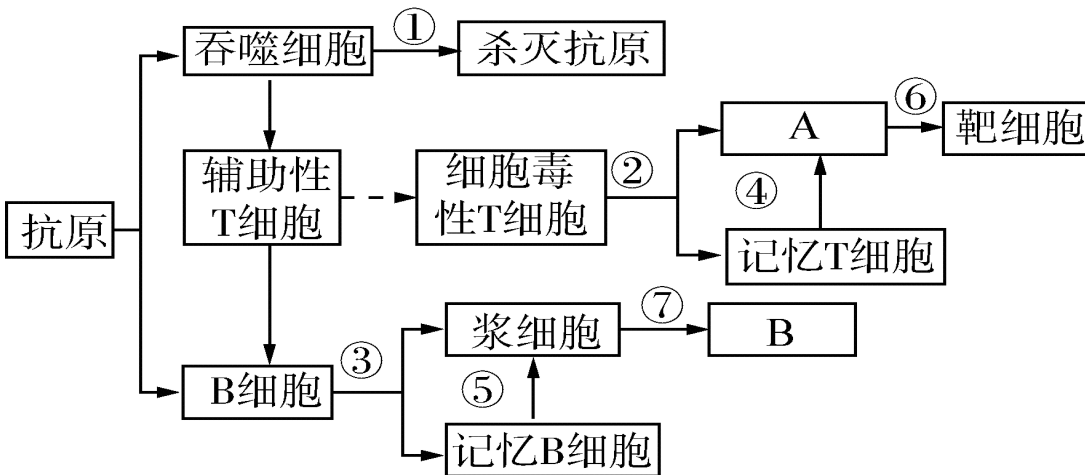 吞噬细胞
①
杀灭抗原
抗原
辅助性
T细胞
细胞毒
性T细胞
②
A
⑥
靶细胞
④
记忆T细胞
B细胞
③
浆细胞
⑦
B
⑤
记忆B细胞